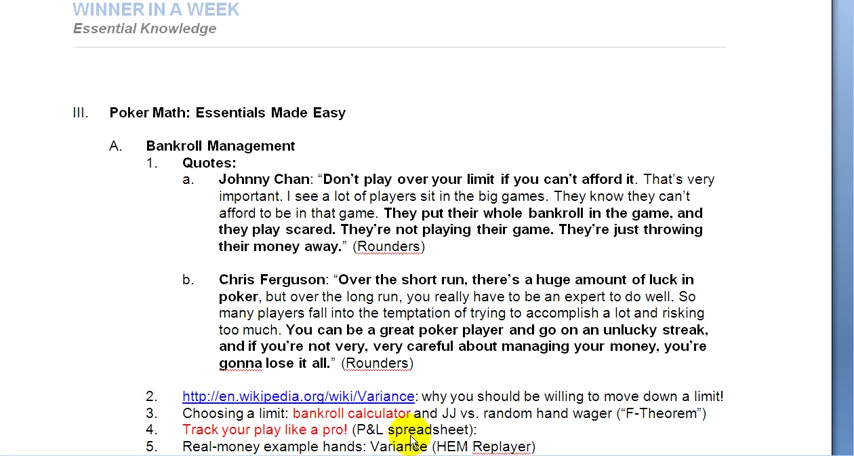 WINNER IN A WEEK
Essential Knowledge
III. Poker Math: Essentials Made Easy
A. Bankroll Management
1. Quotes:
a. Johnny Chan: “Don’t play over your limit if you can’t afford it. That’s very
important. I see a lot of players sit in the big games. They know they can’t
afford to be in that game. They put their whole bankroll in the game, and
they play scared. They’re not playing their game. They’re just throwing
their money away.” (Rounders)
b. Chris Ferguson: “Over the short run, there’s a huge amount of luck in
poker, but over the long run, you really have to be an expert to do well. So
many players fall into the temptation of trying to accomplish a lot and risking
too much. You can be a great poker player and go on an unlucky streak,
and if you’re not very, very careful about managing your money, you’re
gonna lose it all.” (Rounders)
2. http://en.wikipedia.org/wiki/Variance: why you should be willing to move down a limit!
3. Choosing a limit: bankroll calculator and JJ vs. random hand wager (“F-Theorem”)
4. Track your play like a pro! (P&L spreadsheet):
5. Real-money example hands: Variance (HEM Replayer)